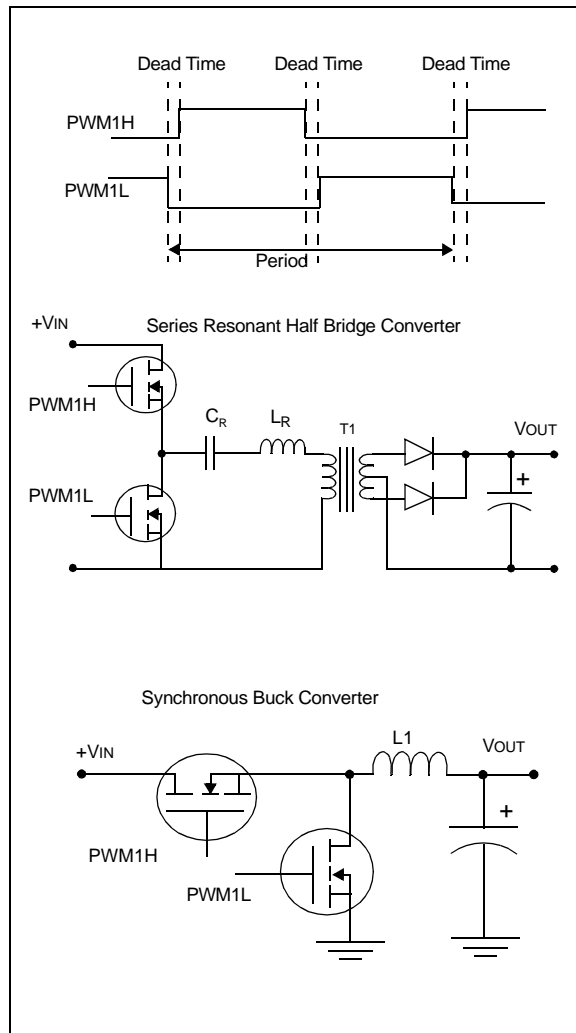 Dead Time Dead Time Dead Time
PWM1H
PWM1L
Period
Series Resonant Half Bridge Converter
+VIN
PWM1H
CR LR T1 VOUT
+
PWM1L
Synchronous Buck Converter
+VIN L1 VOUT
+
PWM1H
PWM1L